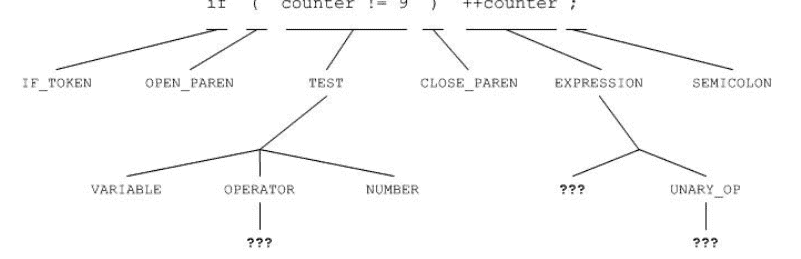 if ( counter != 9 ) ++counter ;
IF_TOKEN OPEN_PAREN TEST CLOSE_PAREN EXPRESSION SEMICOLON
VARIABLE OPERATOR NUMBER ??? UNARY_OP
??? ???